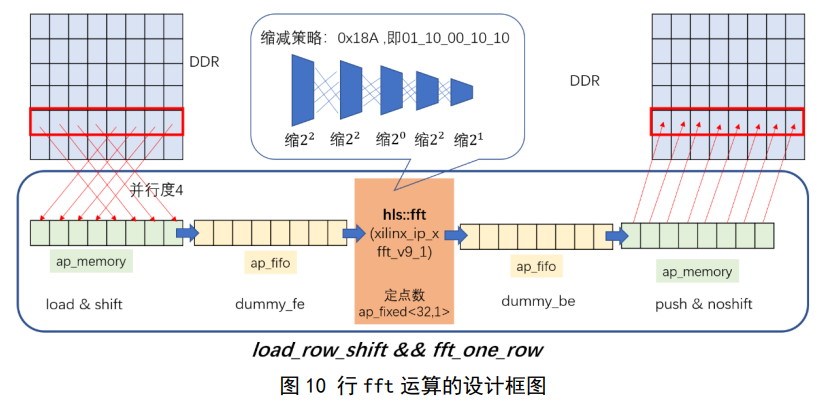 缩减策略：0x18A ,即01_10_00_10_10
缩2²
缩2²
缩2⁰
缩2²
缩2¹
DDR
DDR
并行度4
hls::fft
(xilinx_ip_x
fft_v9_1)
定点数
ap_fixed<32,1>
ap_memory
load & shift
ap_fifo
dummy_fe
ap_fifo
dummy_be
ap_memory
push & noshift
load_row_shift && fft_one_row
图 10 行 fft 运算的设计框图